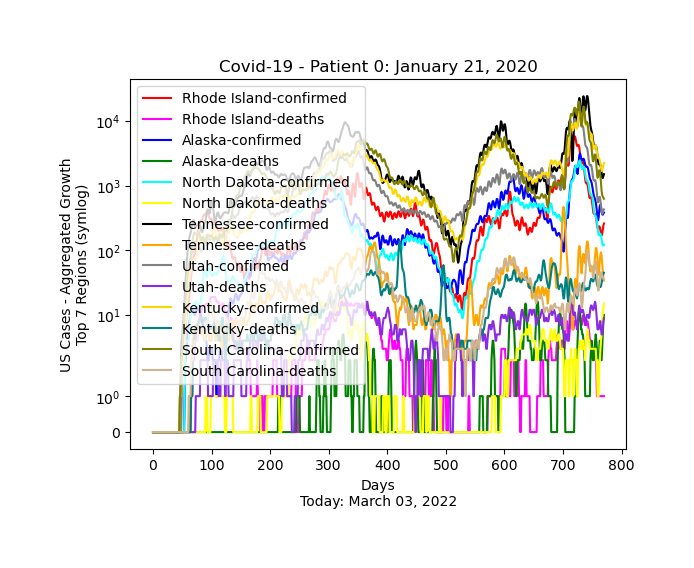 Covid-19 - Patient 0: January 21, 2020
US Cases - Aggregated Growth
Top 7 Regions (symlog)
10^4
10^3
10^2
10^1
10^0
0
Rhode Island-confirmed
Rhode Island-deaths
Alaska-confirmed
Alaska-deaths
North Dakota-confirmed
North Dakota-deaths
Tennessee-confirmed
Tennessee-deaths
Utah-confirmed
Utah-deaths
Kentucky-confirmed
Kentucky-deaths
South Carolina-confirmed
South Carolina-deaths
0 100 200 300 400 500 600 700 800
Days
Today: March 03, 2022